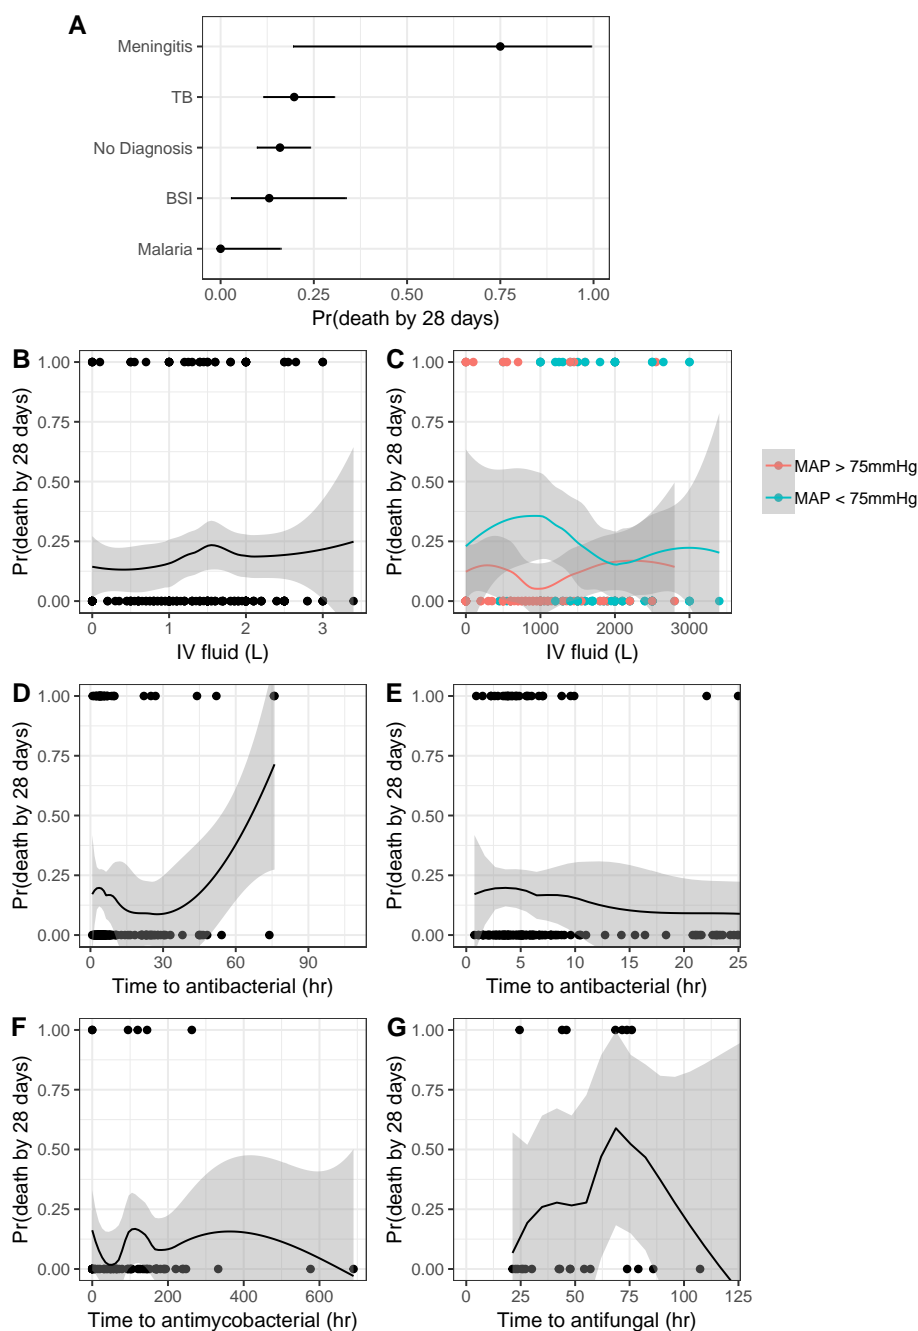 A
Meningitis
TB
No Diagnosis
BSI
Malaria
0.00 0.25 0.50 0.75 1.00
Pr(death by 28 days)
B
Pr(death by 28 days)
1.00
0.75
0.50
0.25
0.00
0 1 2 3
IV fluid (L)
C
Pr(death by 28 days)
1.00
0.75
0.50
0.25
0.00
0 1000 2000 3000
IV fluid (L)
MAP > 75mmHg
MAP < 75mmHg
D
Pr(death by 28 days)
1.00
0.75
0.50
0.25
0.00
0 30 60 90
Time to antibacterial (hr)
E
Pr(death by 28 days)
1.00
0.75
0.50
0.25
0.00
0 5 10 15 20 25
Time to antibacterial (hr)
F
Pr(death by 28 days)
1.00
0.75
0.50
0.25
0.00
0 200 400 600
Time to antimycobacterial (hr)
G
Pr(death by 28 days)
1.00
0.75
0.50
0.25
0.00
0 25 50 75 100 125
Time to antifungal (hr)